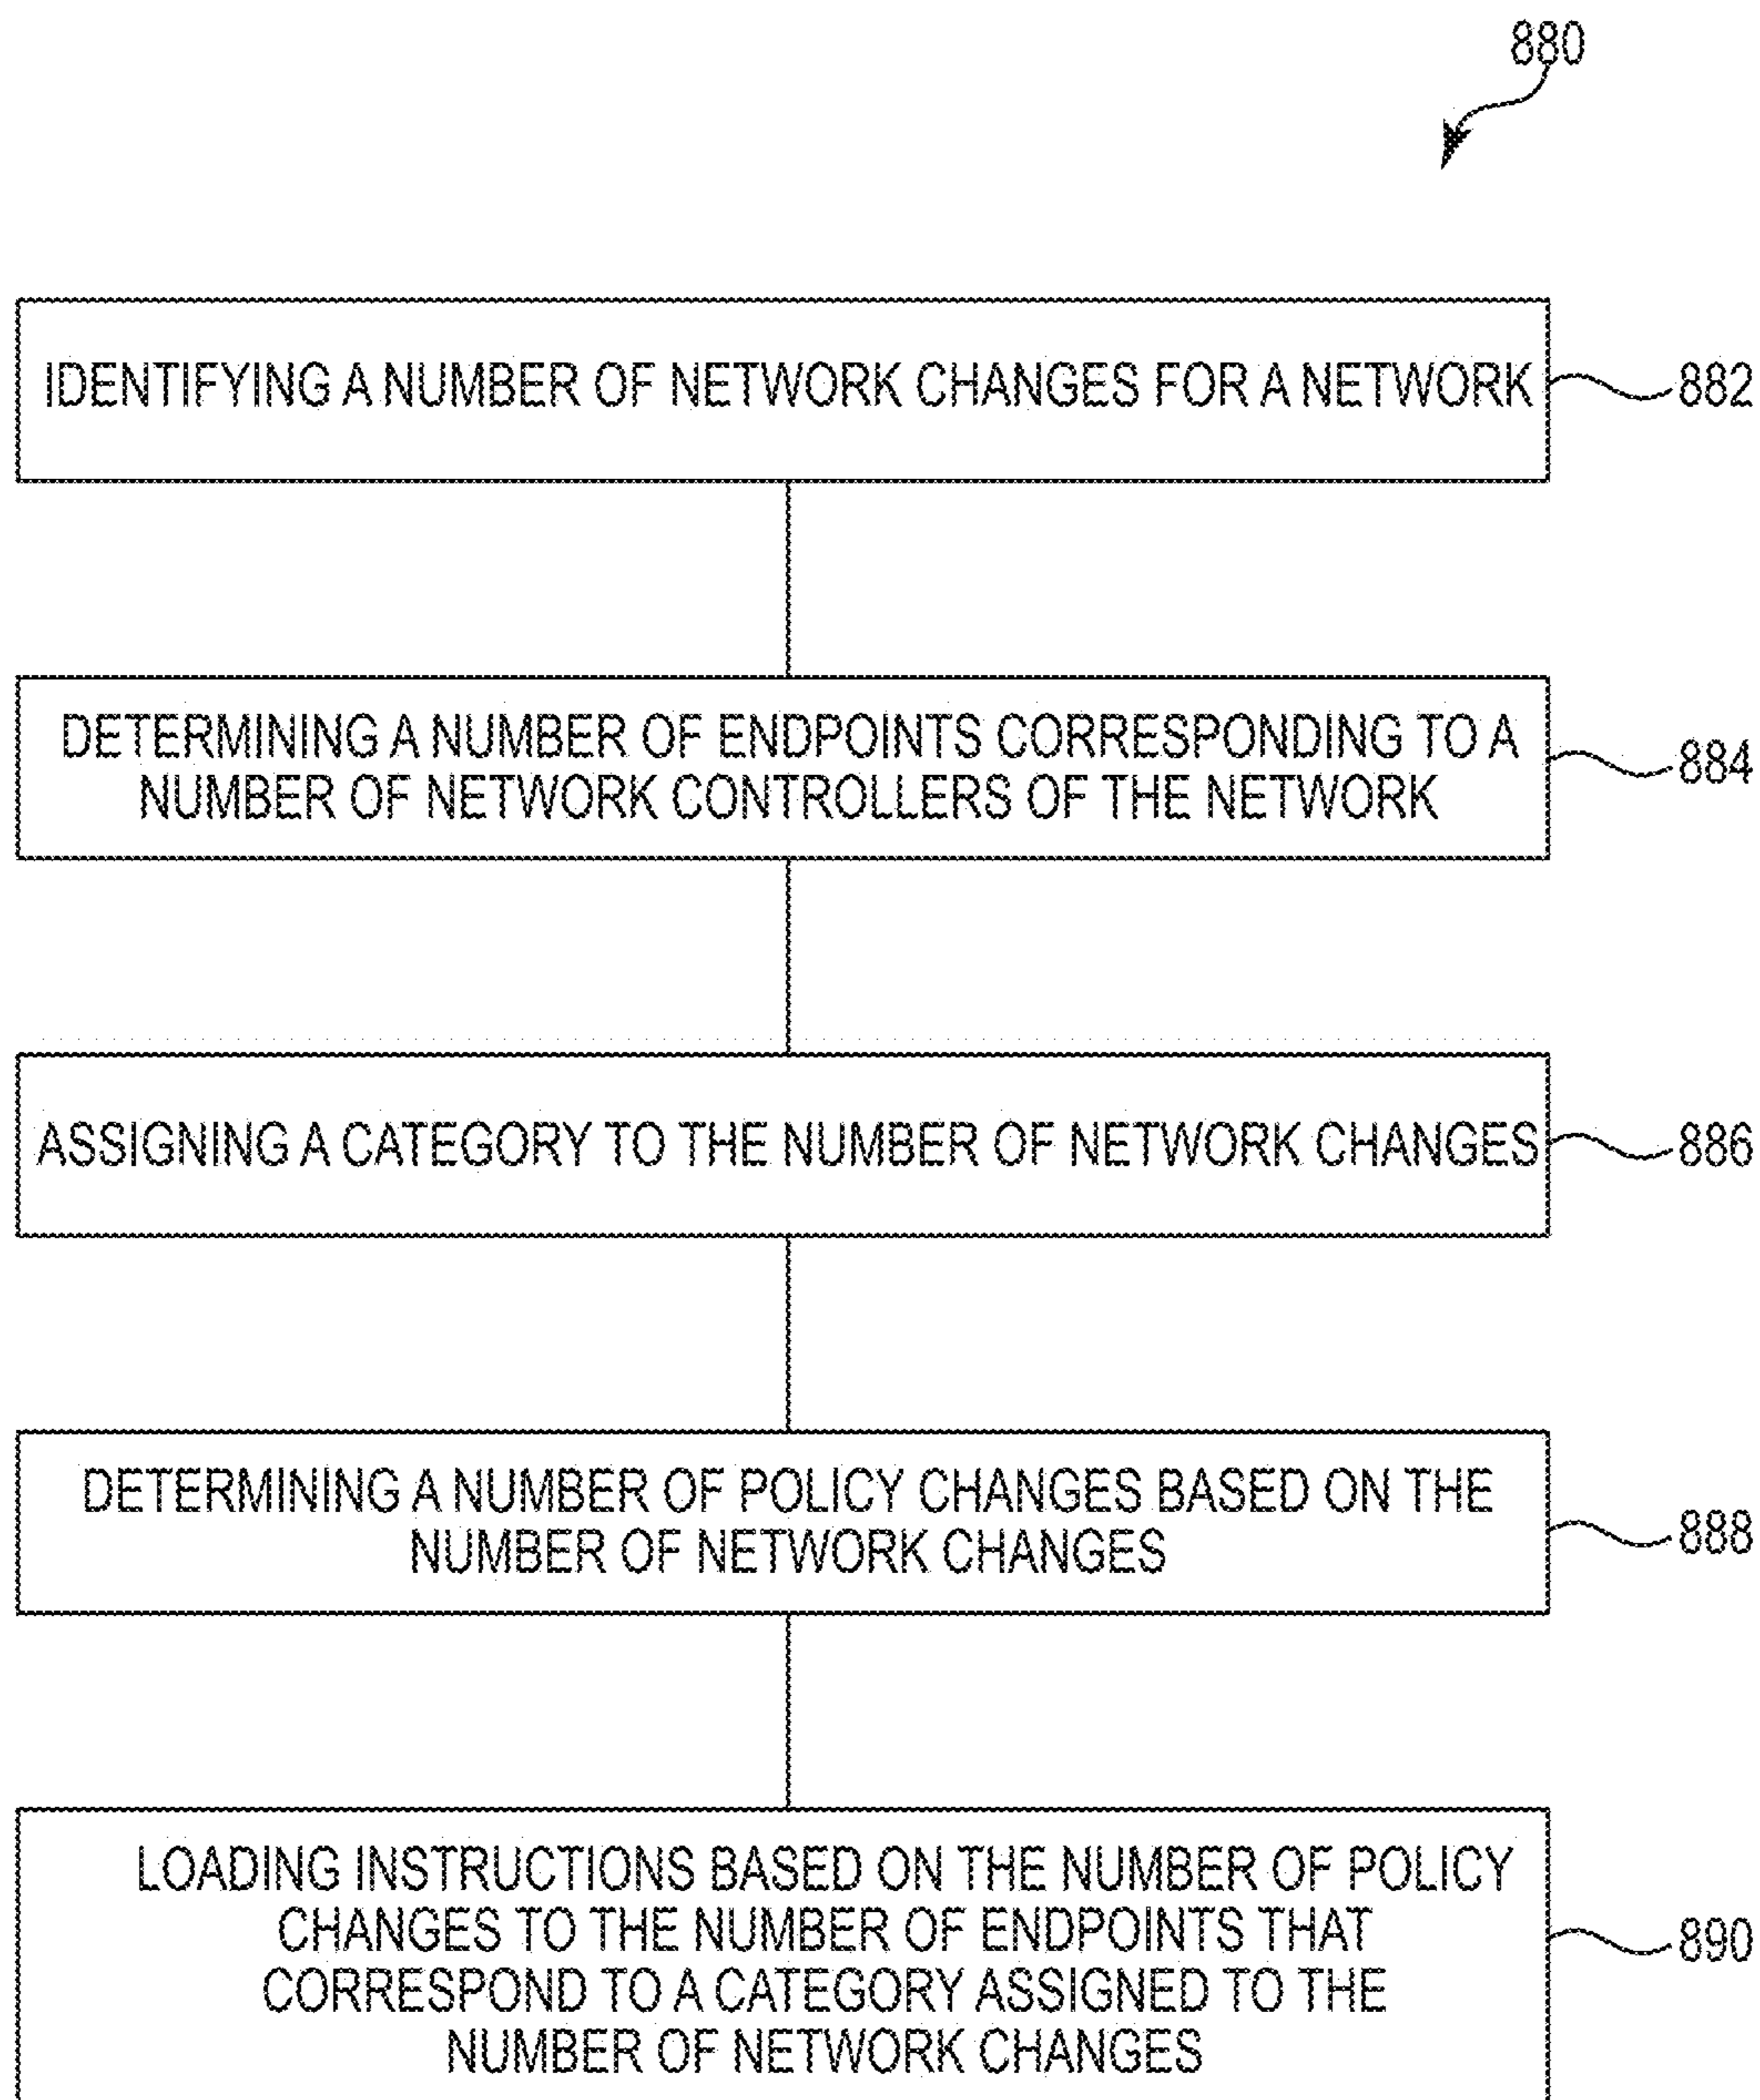 880
IDENTIFYING A NUMBER OF NETWORK CHANGES FOR A NETWORK
882
DETERMINING A NUMBER OF ENDPOINTS CORRESPONDING TO A
NUMBER OF NETWORK CONTROLLERS OF THE NETWORK
884
ASSIGNING A CATEGORY TO THE NUMBER OF NETWORK CHANGES
886
DETERMINING A NUMBER OF POLICY CHANGES BASED ON THE
NUMBER OF NETWORK CHANGES
888
LOADING INSTRUCTIONS BASED ON THE NUMBER OF POLICY
CHANGES TO THE NUMBER OF ENDPOINTS THAT
CORRESPOND TO A CATEGORY ASSIGNED TO THE
NUMBER OF NETWORK CHANGES
890